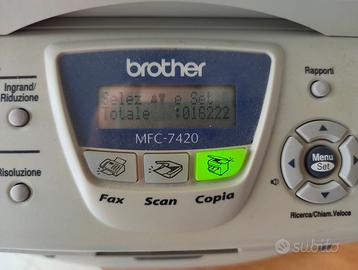 brother
Ingrand/
Riduzione
Selez ▲▼ e Set
Totale :016222
Rapporti
MFC-7420
Risoluzione
Fax
Scan
Copia
Menu
Set
Ricerca/Chiam.Veloce
subito